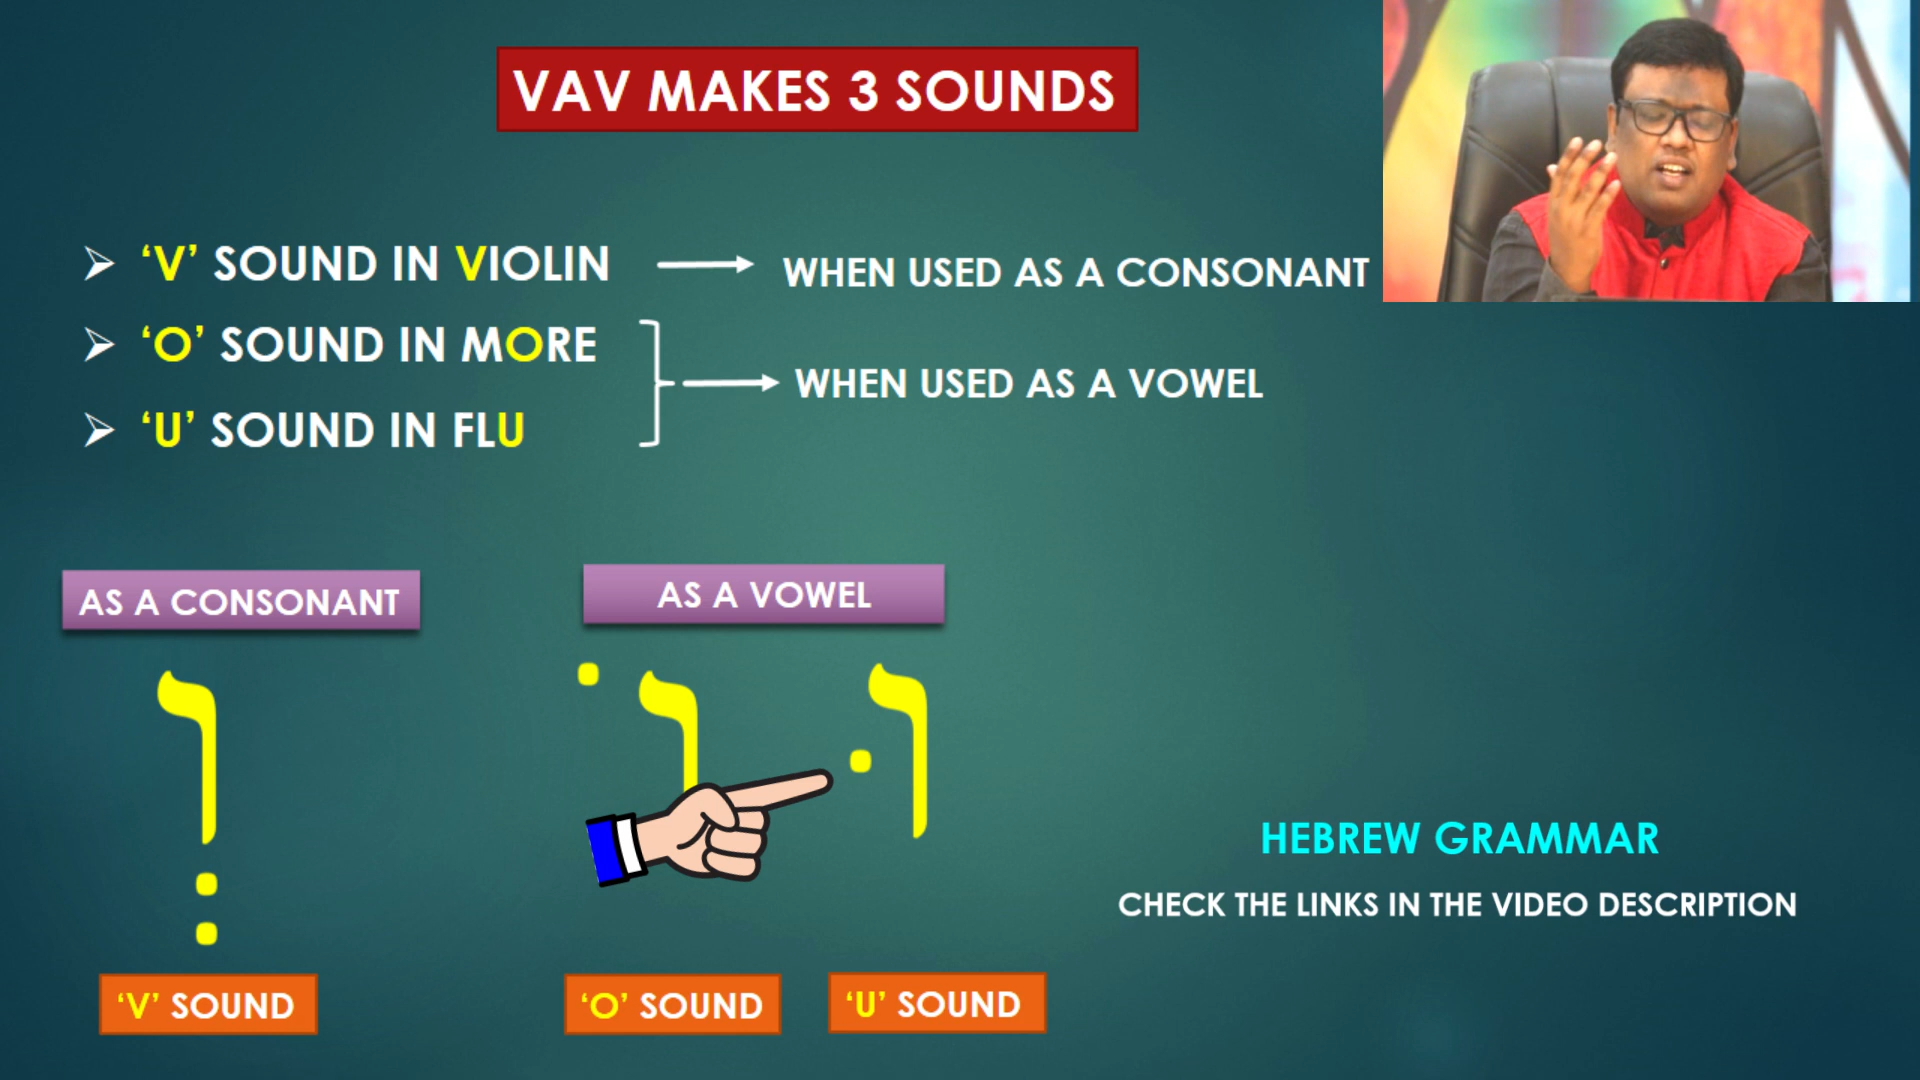 VAV MAKES 3 SOUNDS
‘V’ SOUND IN VIOLIN
WHEN USED AS A CONSONANT
‘O’ SOUND IN MORE
‘U’ SOUND IN FLU
WHEN USED AS A VOWEL
AS A CONSONANT
AS A VOWEL
וְ
וֹ
וּ
‘V’ SOUND
‘O’ SOUND
‘U’ SOUND
HEBREW GRAMMAR
CHECK THE LINKS IN THE VIDEO DESCRIPTION